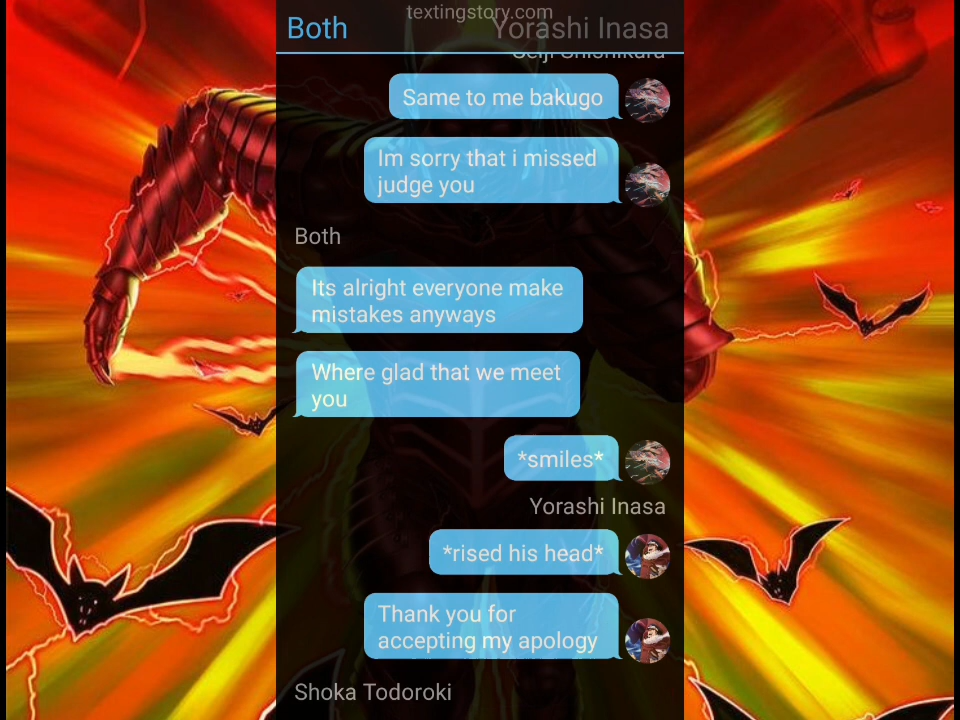 textingstory.com
Both
Yorashi Inasa
Seiji Shishikura
Same to me bakugo
Im sorry that i missed
judge you
Both
Its alright everyone make
mistakes anyways
Where glad that we meet
you
*smiles*
Yorashi Inasa
*rised his head*
Thank you for
accepting my apology
Shoka Todoroki